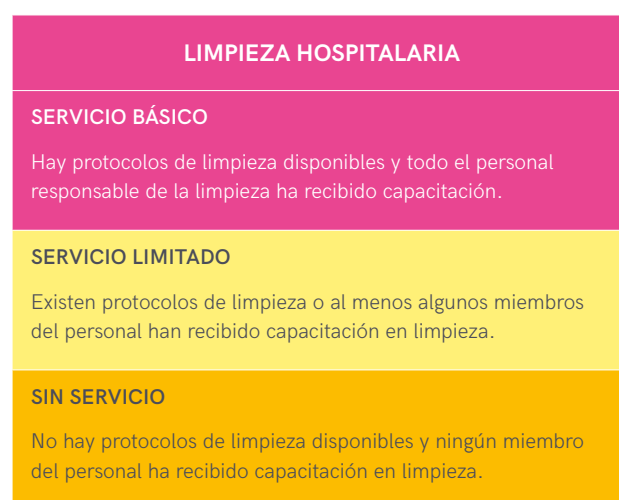 LIMPIEZA HOSPITALARIA
SERVICIO BÁSICO
Hay protocolos de limpieza disponibles y todo el personal
responsable de la limpieza ha recibido capacitación.
SERVICIO LIMITADO
Existen protocolos de limpieza o al menos algunos miembros
del personal han recibido capacitación en limpieza.
SIN SERVICIO
No hay protocolos de limpieza disponibles y ningún miembro
del personal ha recibido capacitación en limpieza.